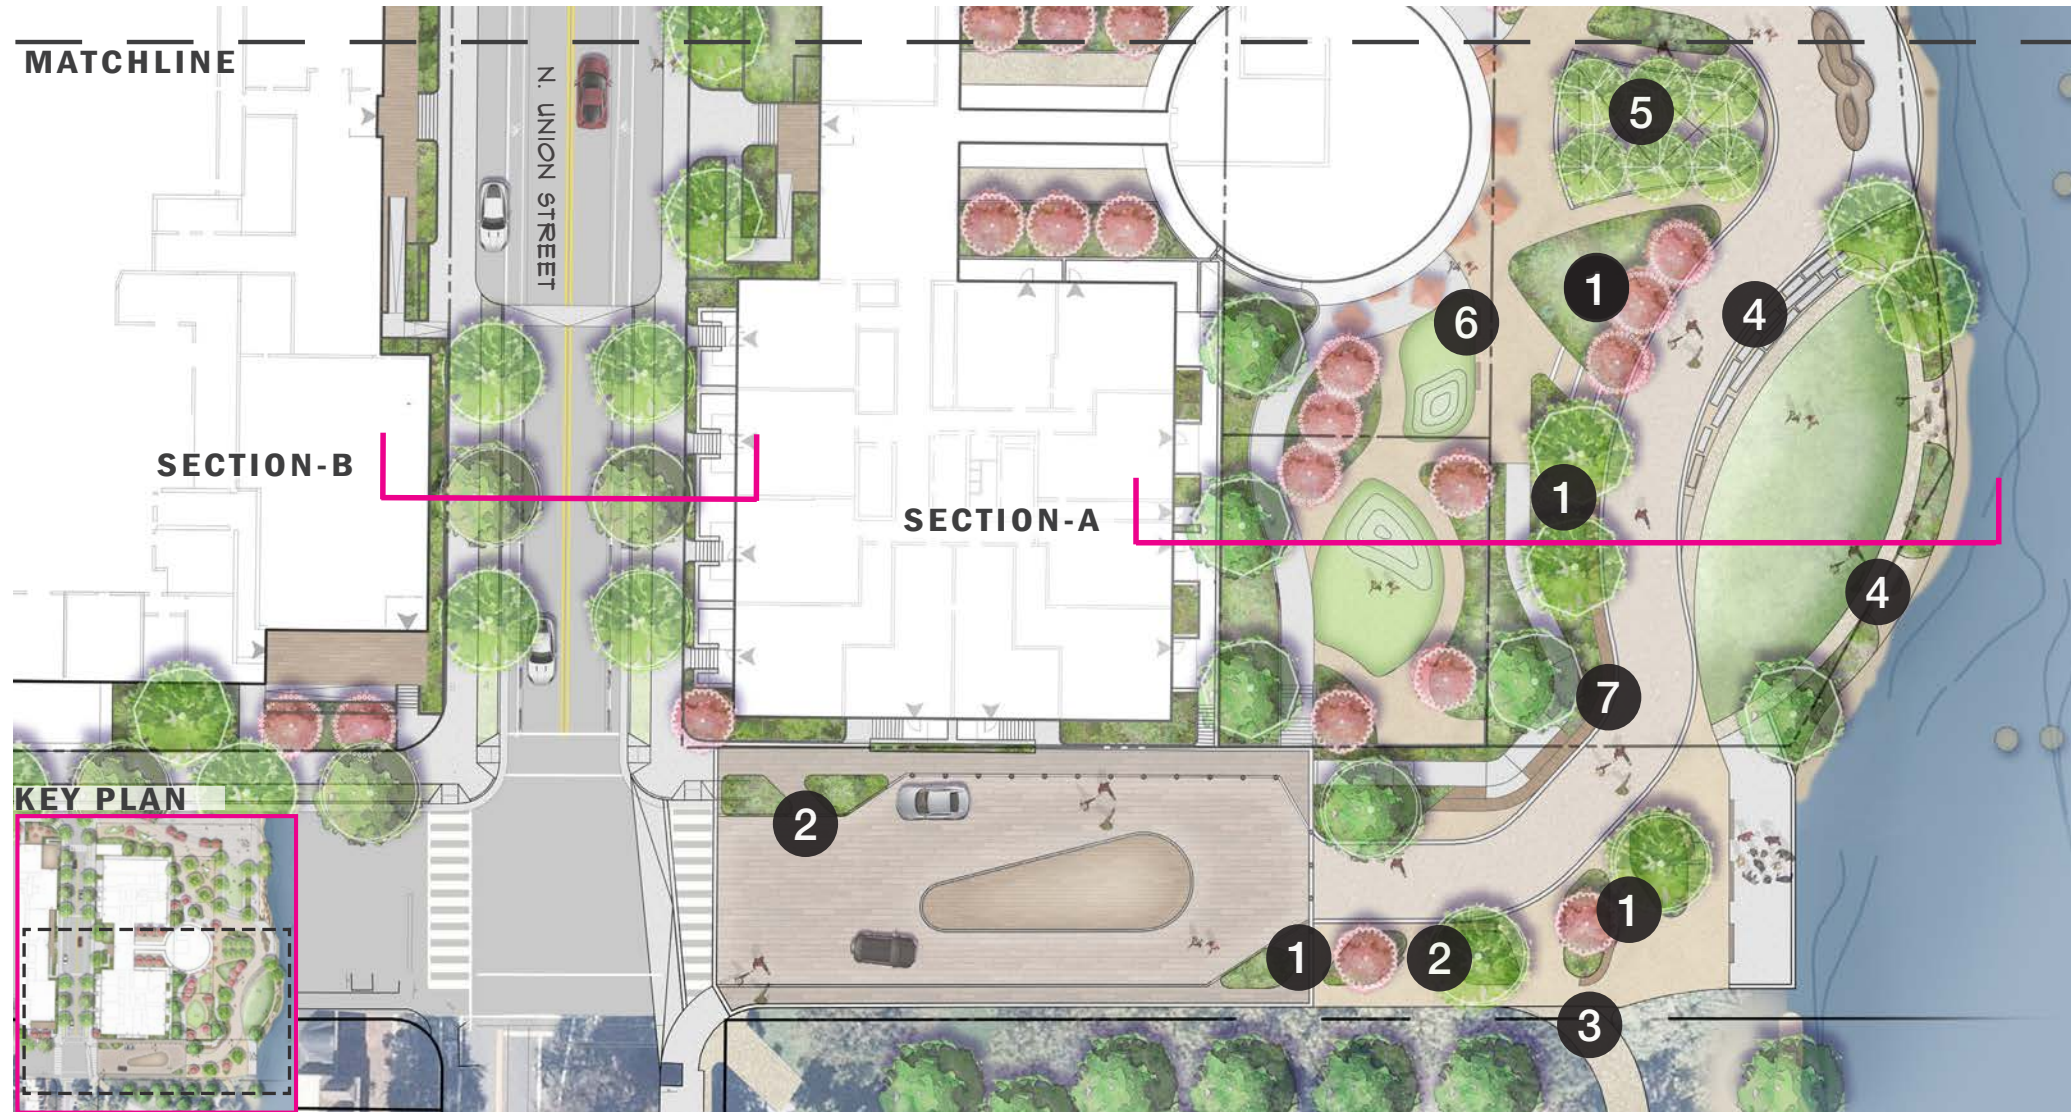 MATCHLINE
N. UNION STREET
5
1
4
6
SECTION-B
1
SECTION-A
4
7
KEY PLAN
2
1
1
2
3